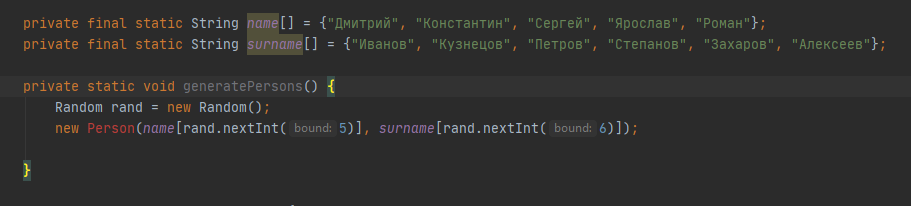 private final static String name[] = {"Дмитрий", "Константин", "Сергей", "Ярослав", "Роман"};
private final static String surname[] = {"Иванов", "Кузнецов", "Петров", "Степанов", "Захаров", "Алексеев"};
private static void generatePersons() {
Random rand = new Random();
new Person(name[rand.nextInt( bound: 5)], surname[rand.nextInt( bound: 6)]);
}